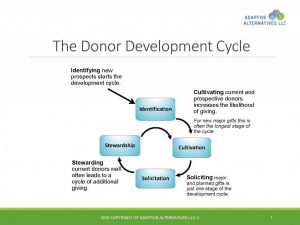 ADAPTIVE
ALTERNATIVES LLC
The Donor Development Cycle
Identifying new
prospects starts the
development cycle.
Cultivating current and
prospective donors
increases the likelihood
of giving.
For new major gifts this is
often the longest stage of
the cycle
Identification
Stewardship
Cultivation
Solicitation
Stewarding
current donors well
often leads to a
cycle of additional
giving.
Soliciting major
and planned gifts is
just one stage of the
development cycle.
COPYRIGHT OF ADAPTIVE ALTERNATIVES LLC ©
1